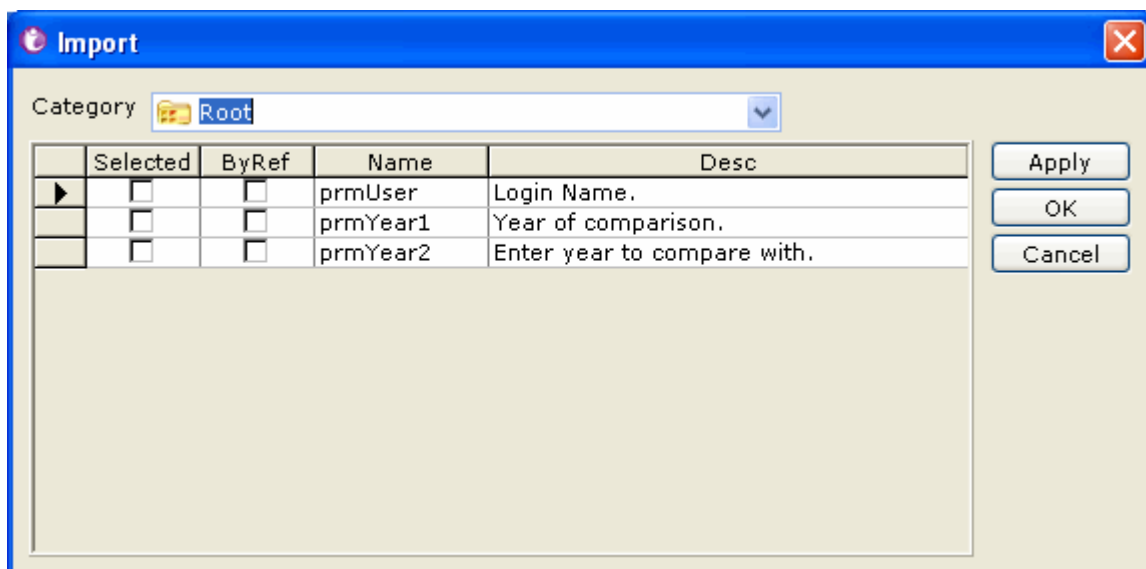 Import
Category Root
Selected ByRef Name Desc
prmUser Login Name.
prmYear1 Year of comparison.
prmYear2 Enter year to compare with.
Apply
OK
Cancel